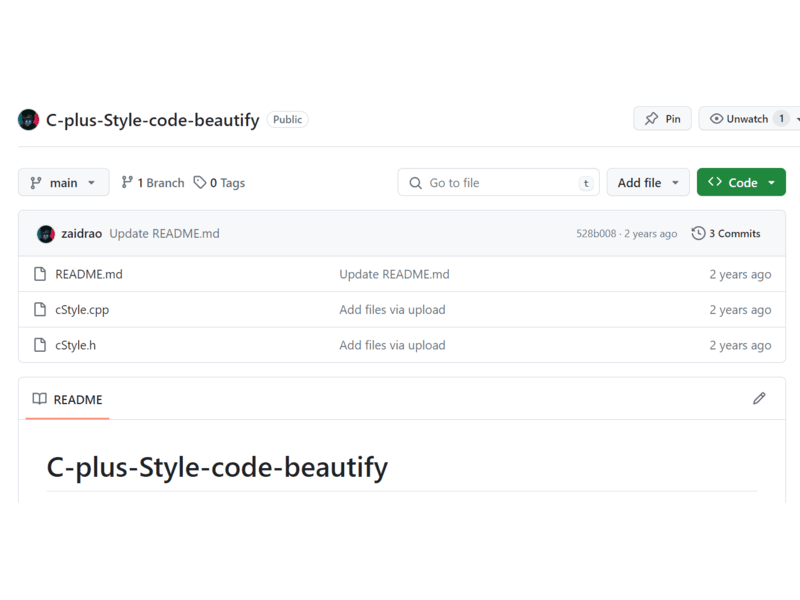 C-plus-Style-code-beautify Public Pin Unwatch 1
main 1 Branch 0 Tags Go to file t Add file Code
zaidrao Update README.md 528b008 · 2 years ago 3 Commits
README.md Update README.md 2 years ago
cStyle.cpp Add files via upload 2 years ago
cStyle.h Add files via upload 2 years ago
README
C-plus-Style-code-beautify